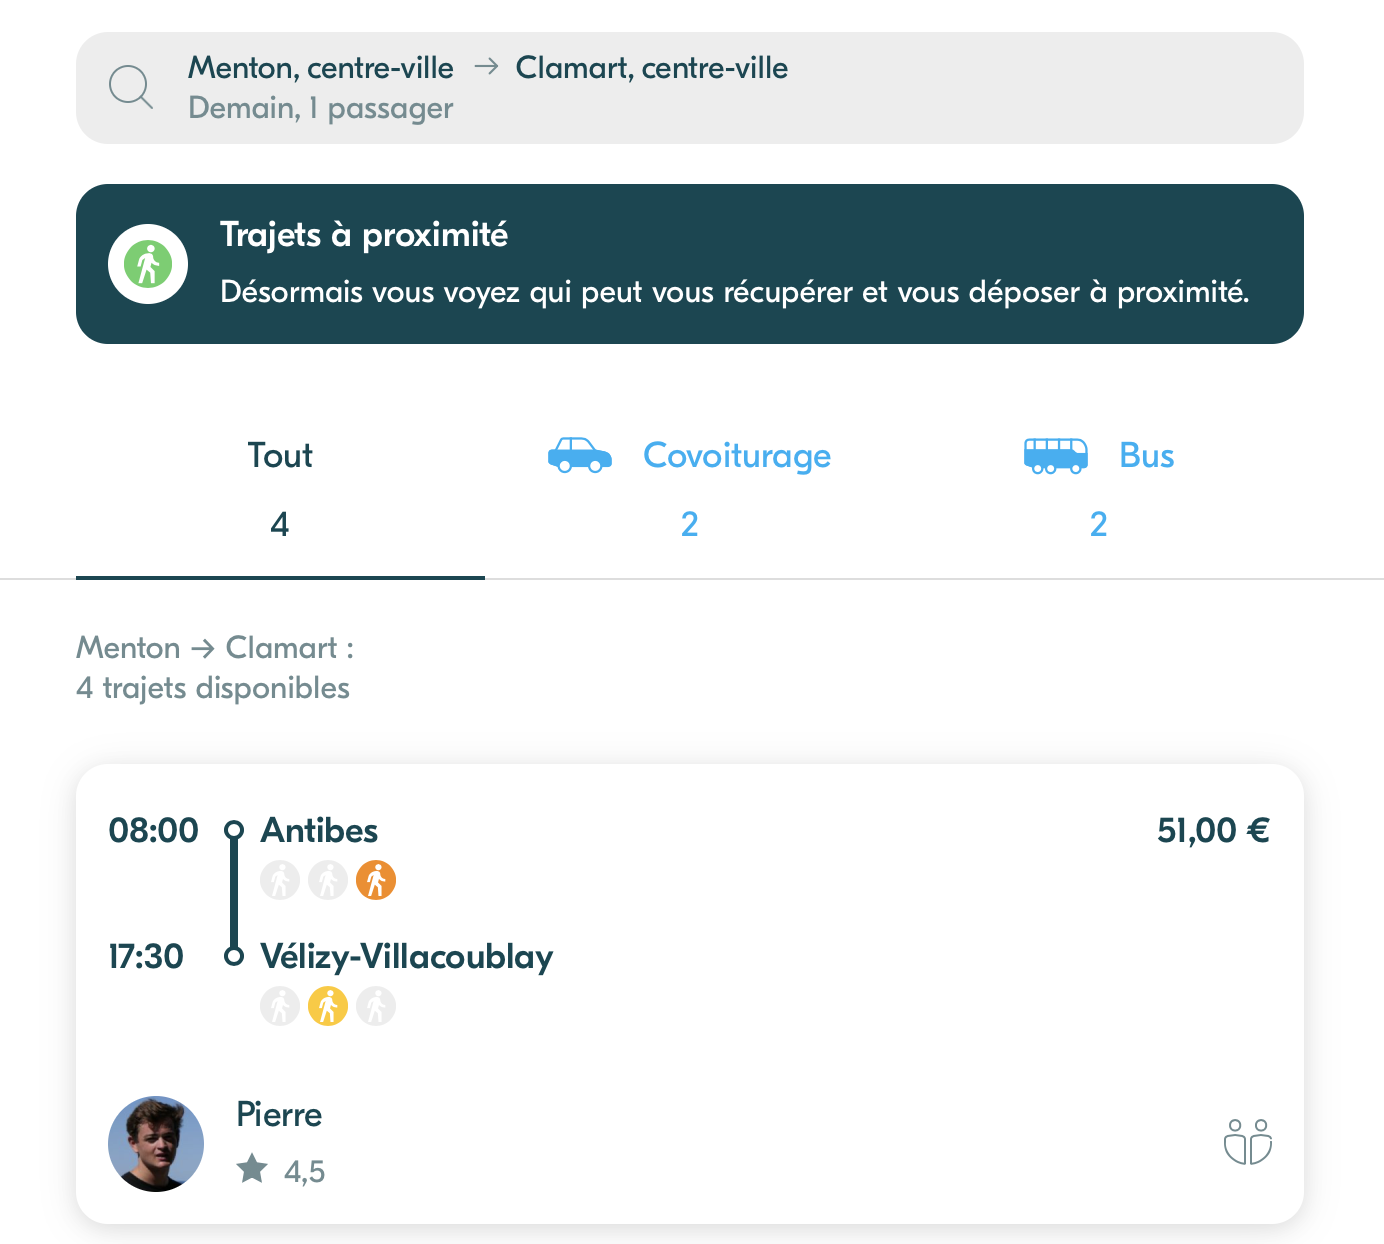 Menton, centre-ville → Clamart, centre-ville
Demain, 1 passager
Trajets à proximité
Désormais vous voyez qui peut vous récupérer et vous déposer à proximité.
Tout
Covoiturage
Bus
4
2
2
Menton → Clamart :
4 trajets disponibles
08:00 Antibes 51,00 €
17:30 Vélizy-Villacoublay
Pierre
4,5